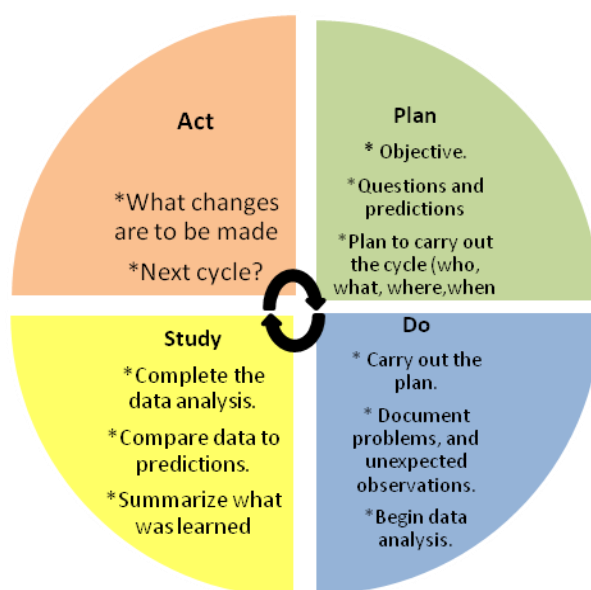 Act
*What changes
are to be made
*Next cycle?
Plan
* Objective.
*Questions and
predictions
*Plan to carry out
the cycle (who,
what, where,when
Do
* Carry out the
plan.
* Document
problems, and
unexpected
observations.
*Begin data
analysis.
Study
*Complete the
data analysis.
*Compare data to
predictions.
*Summarize what
was learned